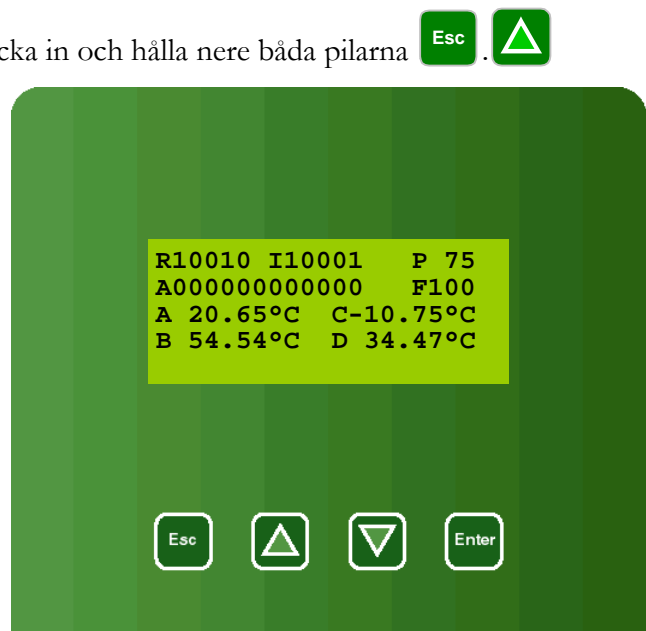 cka in och hålla nere båda pilarna Esc .
R10010 I10001 P 75
A000000000000 F100
A 20.65°C C-10.75°C
B 54.54°C D 34.47°C
Esc Enter